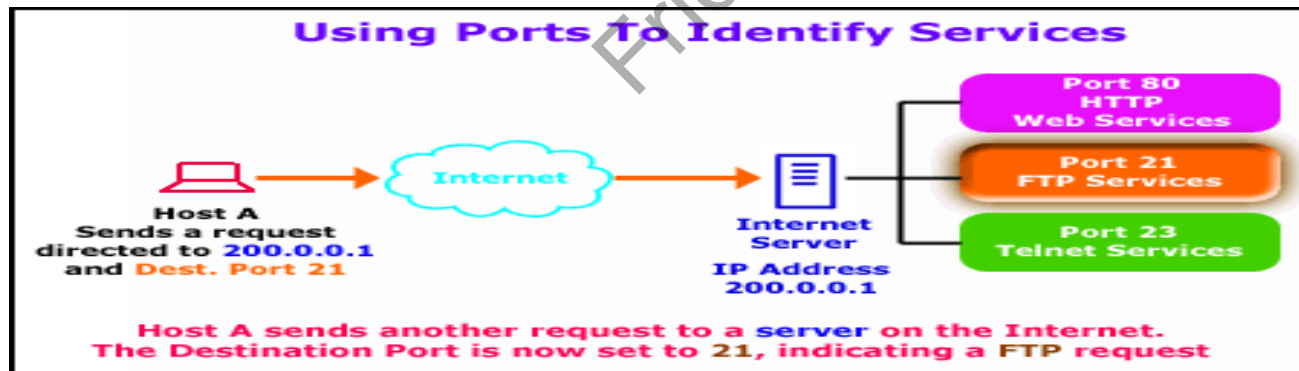 Using Ports To Identify Services
Port 80
HTTP
Web Services
Internet
Port 21
FTP Services
Host A
Sends a request
directed to 200.0.0.1
and Dest. Port 21
Internet
Server
IP Address
200.0.0.1
Port 23
Telnet Services
Host A sends another request to a server on the Internet.
The Destination Port is now set to 21, indicating a FTP request